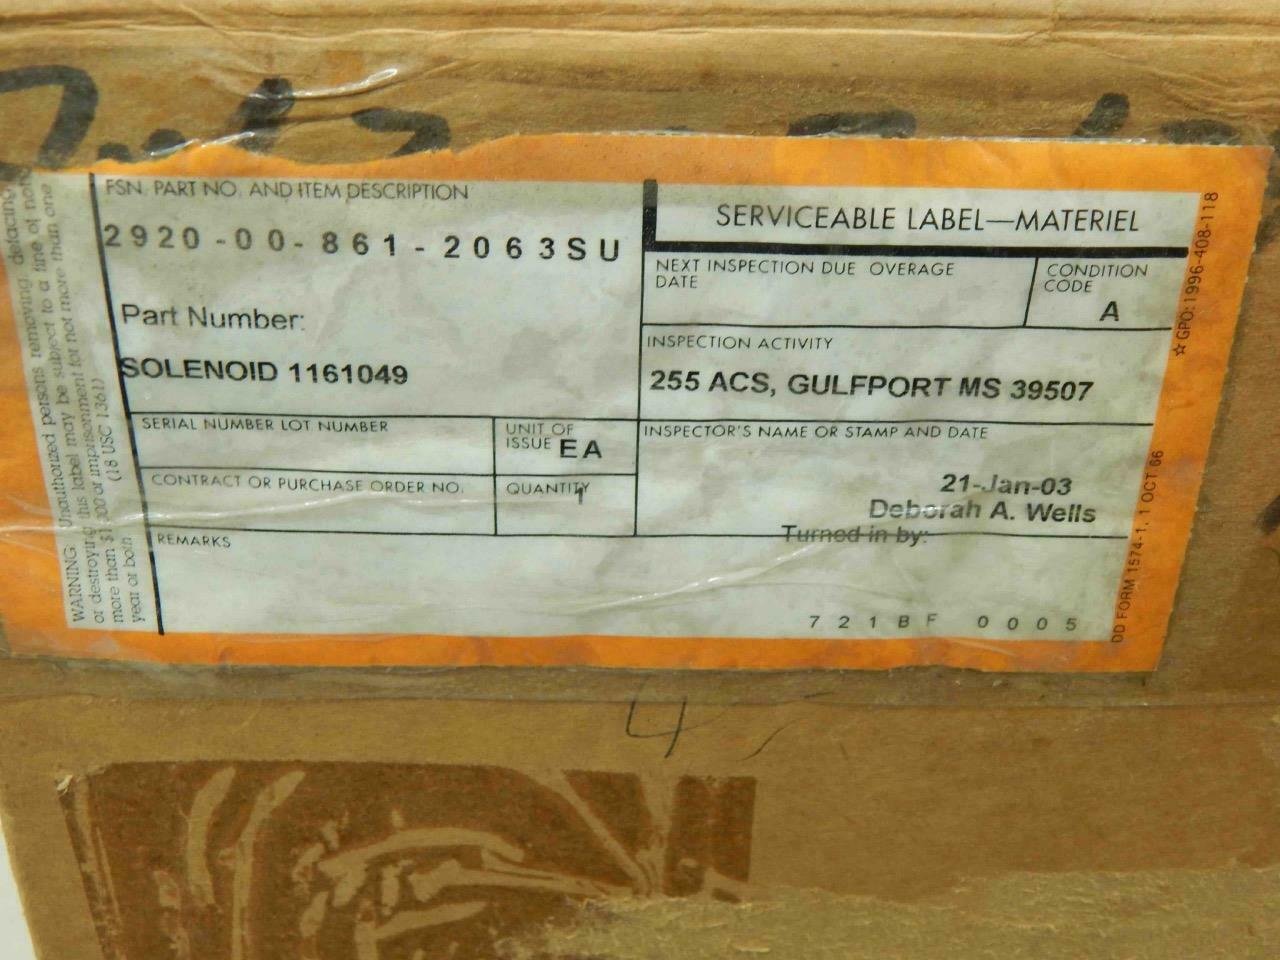 FSN, PART NO. AND ITEM DESCRIPTION
2920-00-861-2063SU
Part Number:
SOLENOID 1161049
SERIAL NUMBER LOT NUMBER
UNIT OF
ISSUE EA
CONTRACT OR PURCHASE ORDER NO.
QUANTITY
1
REMARKS
SERVICEABLE LABEL—MATERIEL
NEXT INSPECTION DUE OVERAGE
DATE
CONDITION
CODE
A
INSPECTION ACTIVITY
255 ACS, GULFPORT MS 39507
INSPECTOR'S NAME OR STAMP AND DATE
21-Jan-03
Deborah A. Wells
Turned in by:
721BF 0005
WARNING: Unauthorized persons removing, defacing,
or destroying this label may be subject to a fine of not
more than $1,000 or imprisonment for not more than one
year or both (18 USC 1361)
☆ GPO: 1996-408-118
DD FORM 1574-1, 1 OCT 66
4